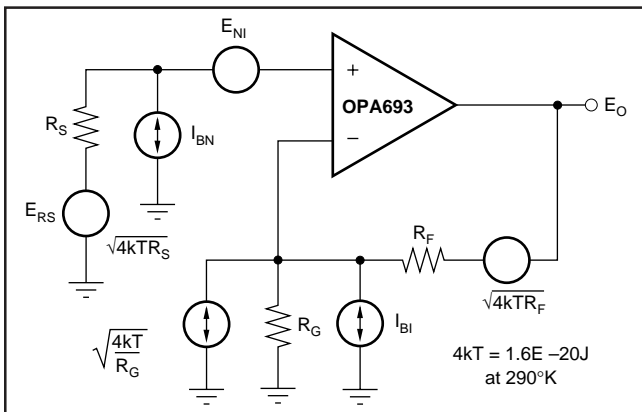 E_NI
+
OPA693
−
E_O
R_S
I_BN
E_RS
√4kTR_S
R_F
√4kTR_F
√4kT/R_G
R_G
I_BI
4kT = 1.6E –20J
at 290°K